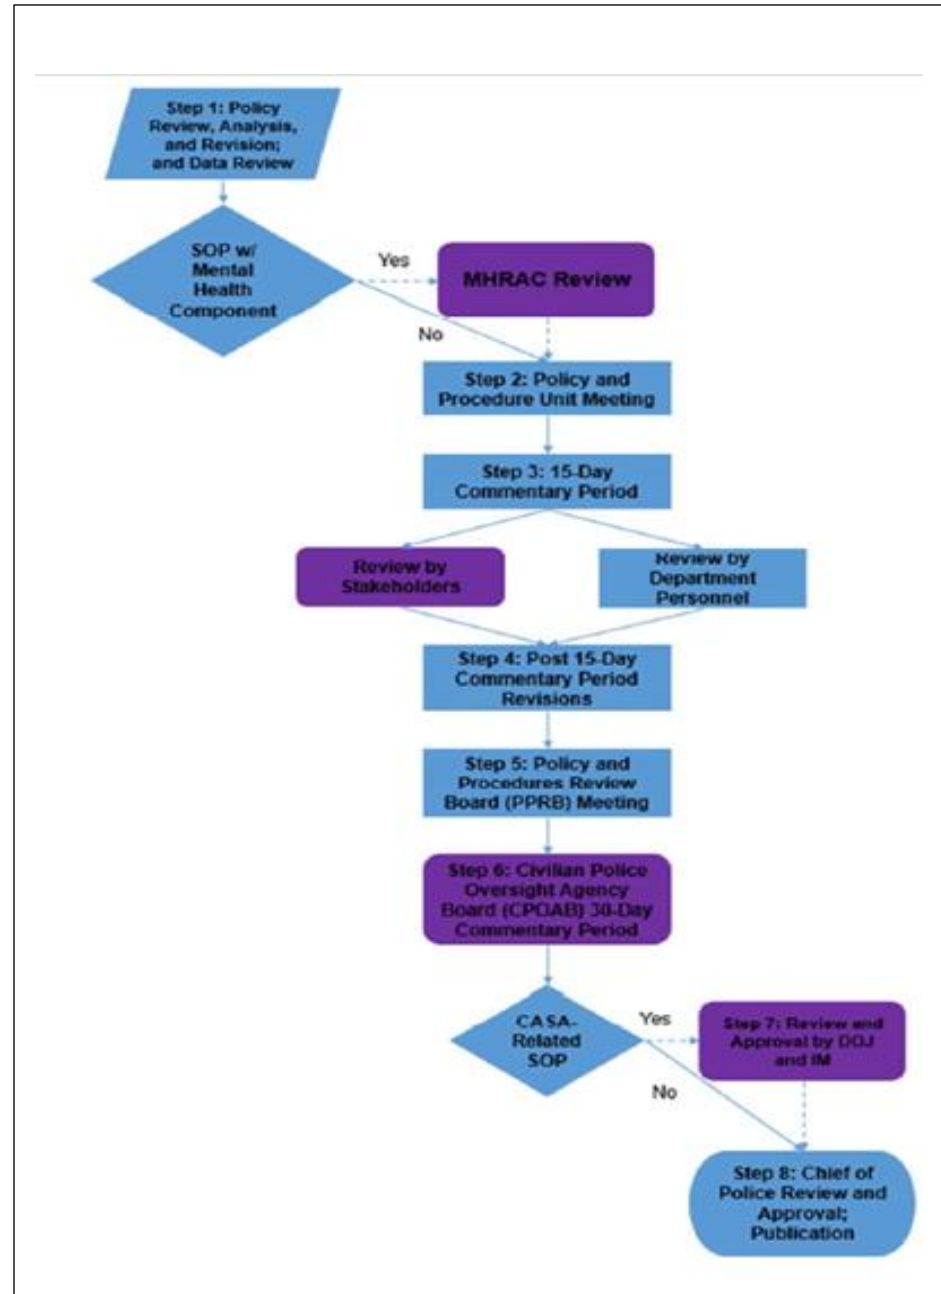 Step 1: Policy
Review, Analysis,
and Revision;
and Data Review
SOP w/
Mental
Health
Component
Yes
MHRAC Review
No
Step 2: Policy and
Procedure Unit Meeting
Step 3: 15-Day
Commentary Period
Review by
Stakeholders
Review by
Department
Personnel
Step 4: Post 15-Day
Commentary Period
Revisions
Step 5: Policy and
Procedures Review
Board (PPRB) Meeting
Step 6: Civilian Police
Oversight Agency
Board (CPOAB) 30-Day
Commentary Period
CASA-
Related
SOP
Yes
Step 7: Review and
Approval by DOJ
and IM
No
Step 8: Chief of
Police Review and
Approval;
Publication